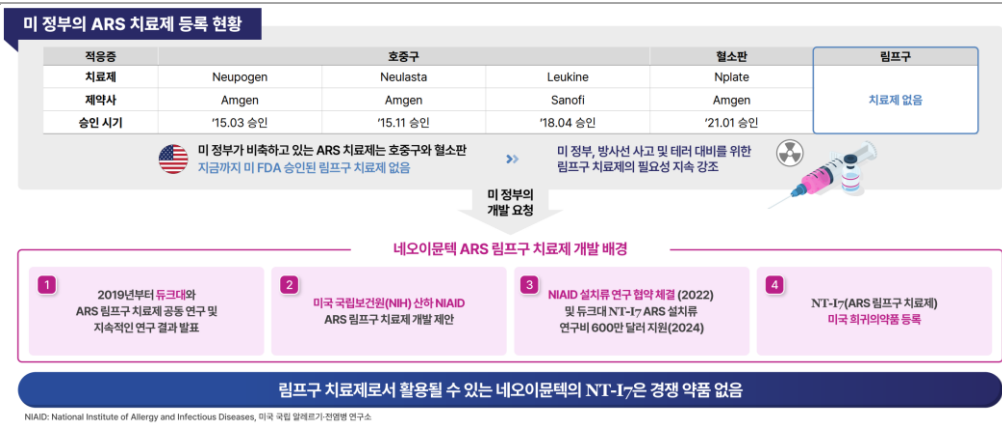 미 정부의 ARS 치료제 등록 현황
적응증 호중구 혈소판 림프구
치료제 Neupogen Neulasta Leukine Nplate
제약사 Amgen Amgen Sanofi Amgen 치료제 없음
승인 시기 '15.03 승인 '15.11 승인 '18.04 승인 '21.01 승인
미 정부가 비축하고 있는 ARS 치료제는 호중구와 혈소판
지금까지 미 FDA 승인된 림프구 치료제 없음
미 정부, 방사선 사고 및 테러 대비를 위한
림프구 치료제의 필요성 지속 강조
미 정부의
개발 요청
네오이뮨텍 ARS 림프구 치료제 개발 배경
1
2019년부터 듀크대와
ARS 림프구 치료제 공동 연구 및
지속적인 연구 결과 발표
2
미국 국립보건원(NIH) 산하 NIAID
ARS 림프구 치료제 개발 제안
3
NIAID 설치류 연구 협약 체결 (2022)
및 듀크대 NT-I7 ARS 설치류
연구비 600만 달러 지원(2024)
4
NT-I7(ARS 림프구 치료제)
미국 희귀의약품 등록
림프구 치료제로서 활용될 수 있는 네오이뮨텍의 NT-I7은 경쟁 약품 없음
NIAID: National Institute of Allergy and Infectious Diseases, 미국 국립 알레르기·전염병 연구소